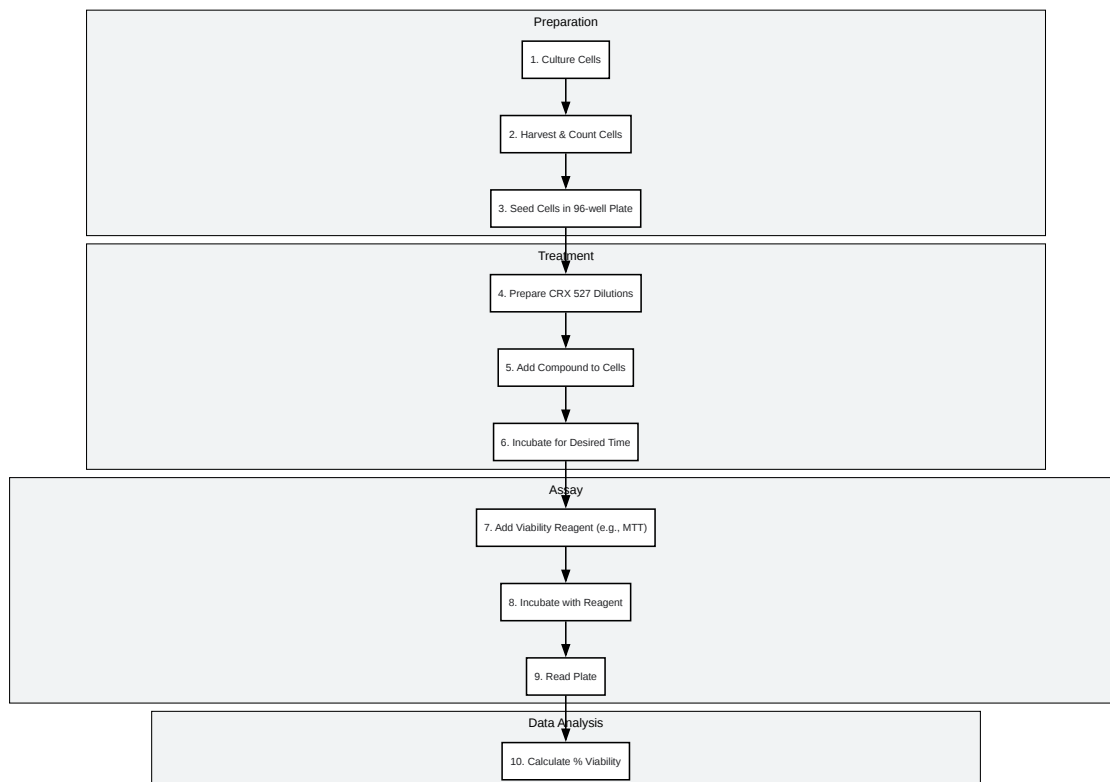 Preparation
1. Culture Cells
2. Harvest & Count Cells
3. Seed Cells in 96-well Plate
Treatment
4. Prepare CRX 527 Dilutions
5. Add Compound to Cells
6. Incubate for Desired Time
Assay
7. Add Viability Reagent (e.g., MTT)
8. Incubate with Reagent
9. Read Plate
Data Analysis
10. Calculate % Viability